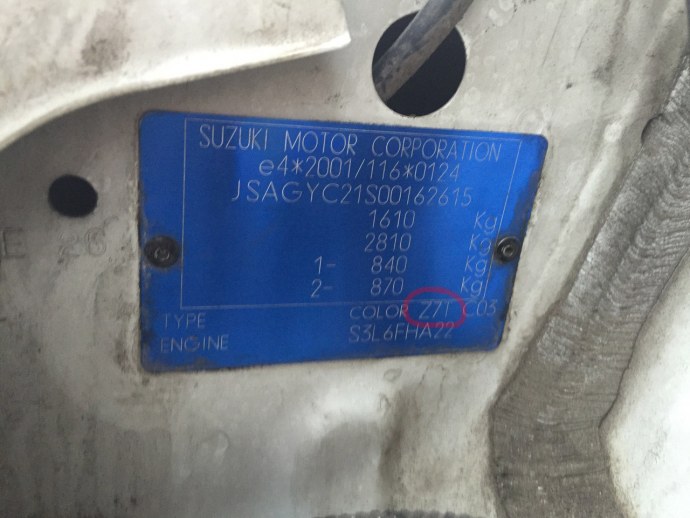 SUZUKI MOTOR CORPORATION
e4*2001/116*0124
JSAGYC21S00162615
1610 Kg
2810 Kg
1- 840 Kg
2- 870 Kg
COLOR Z7T C03
TYPE S3L6FHA22
ENGINE